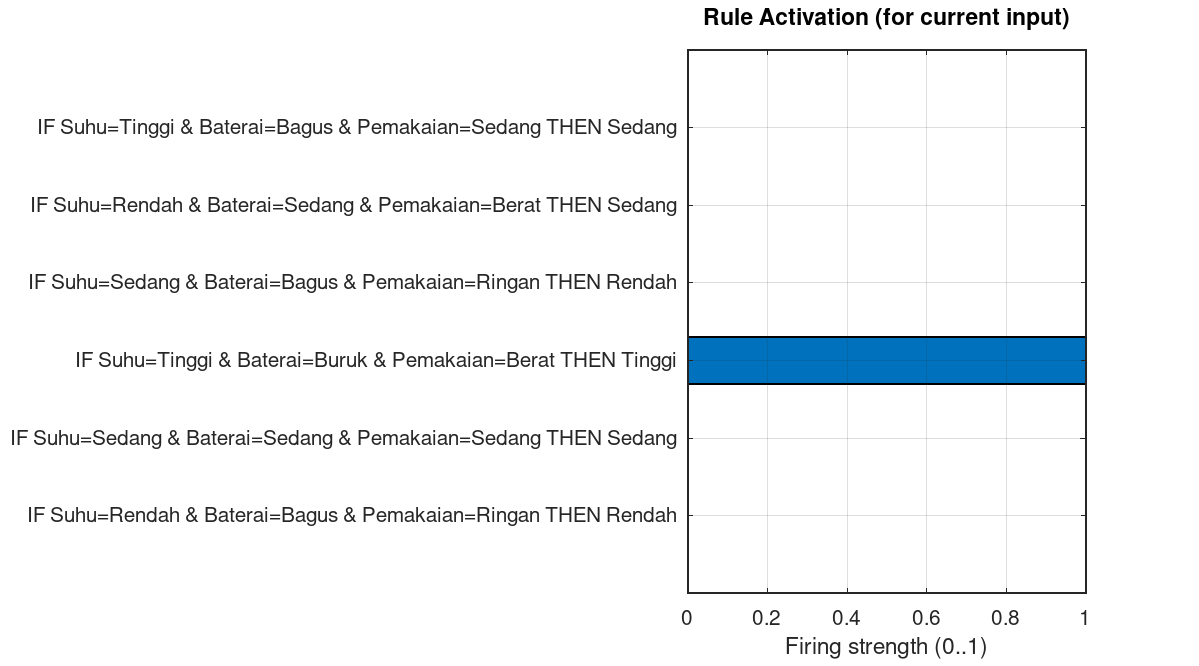 Rule Activation (for current input)
IF Suhu=Tinggi & Baterai=Bagus & Pemakaian=Sedang THEN Sedang
IF Suhu=Rendah & Baterai=Sedang & Pemakaian=Berat THEN Sedang
IF Suhu=Sedang & Baterai=Bagus & Pemakaian=Ringan THEN Rendah
IF Suhu=Tinggi & Baterai=Buruk & Pemakaian=Berat THEN Tinggi
IF Suhu=Sedang & Baterai=Sedang & Pemakaian=Sedang THEN Sedang
IF Suhu=Rendah & Baterai=Bagus & Pemakaian=Ringan THEN Rendah
0 0.2 0.4 0.6 0.8 1
Firing strength (0..1)